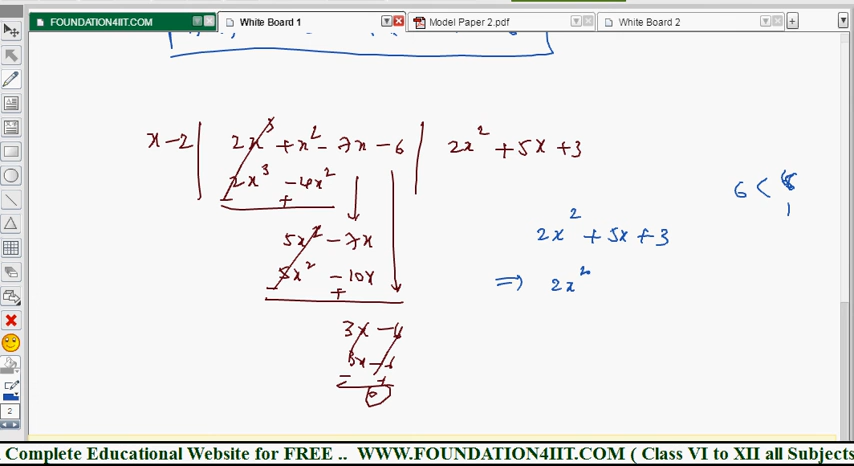 FOUNDATION4IIT.COM White Board 1 Model Paper 2.pdf White Board 2
x - 2 | 2x³ + x² - 7x - 6 | 2x² + 5x + 3
2x³ - 4x²
- +
5x² - 7x
5x² - 10x
- +
3x - 6
3x - 6
- +
0
6 <
1
2x² + 5x + 3
⇒ 2x²
2
Complete Educational Website for FREE .. WWW.FOUNDATION4IIT.COM ( Class VI to XII all Subjects